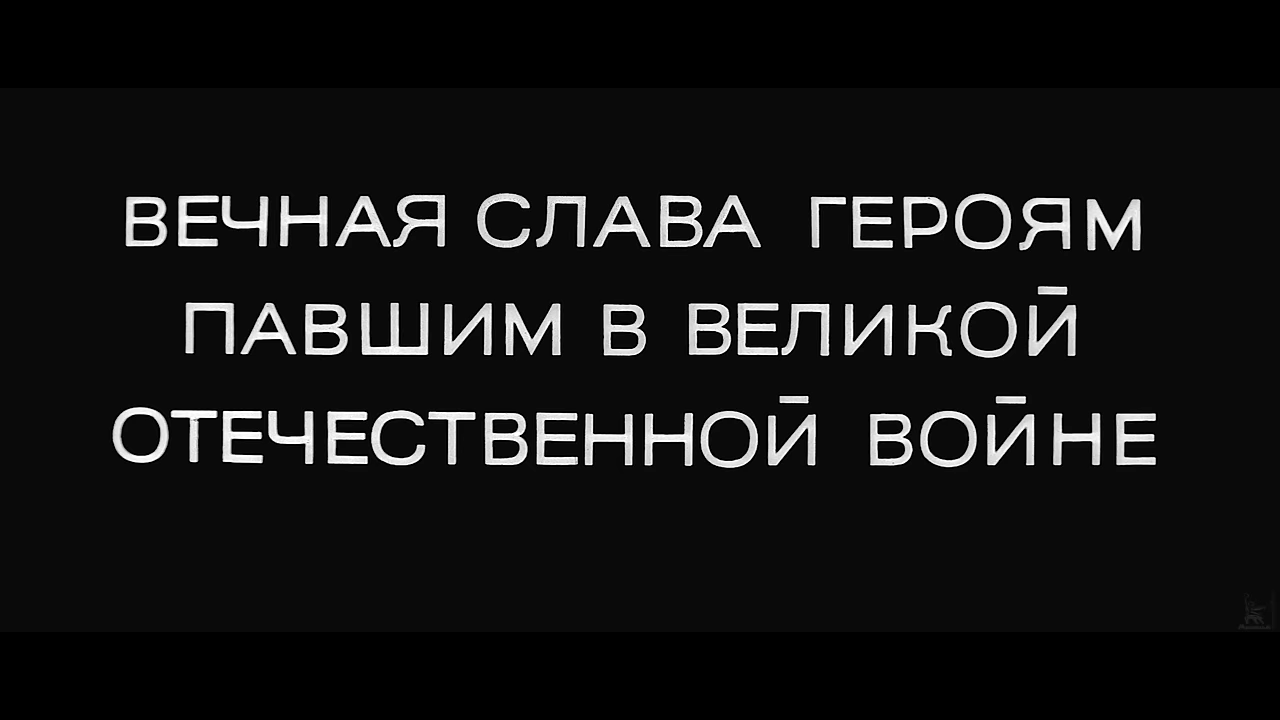 ВЕЧНАЯ СЛАВА ГЕРОЯМ
ПАВШИМ В ВЕЛИКОЙ
ОТЕЧЕСТВЕННОЙ ВОЙНЕ